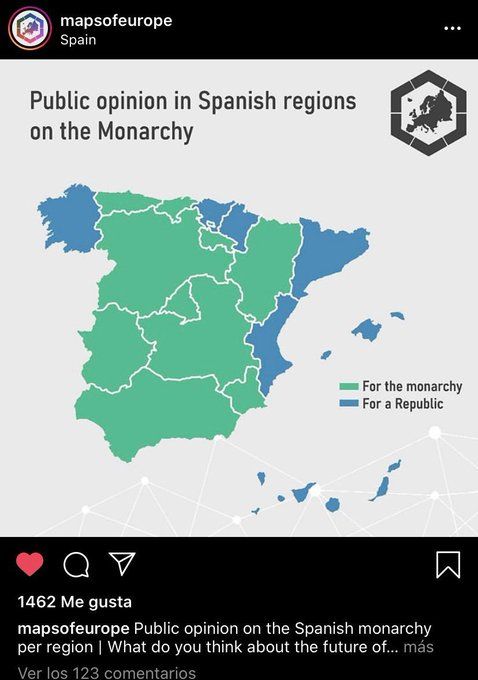 mapsofeurope
Spain
Public opinion in Spanish regions
on the Monarchy
For the monarchy
For a Republic
1462 Me gusta
mapsofeurope Public opinion on the Spanish monarchy
per region | What do you think about the future of... más
Ver los 123 comentarios